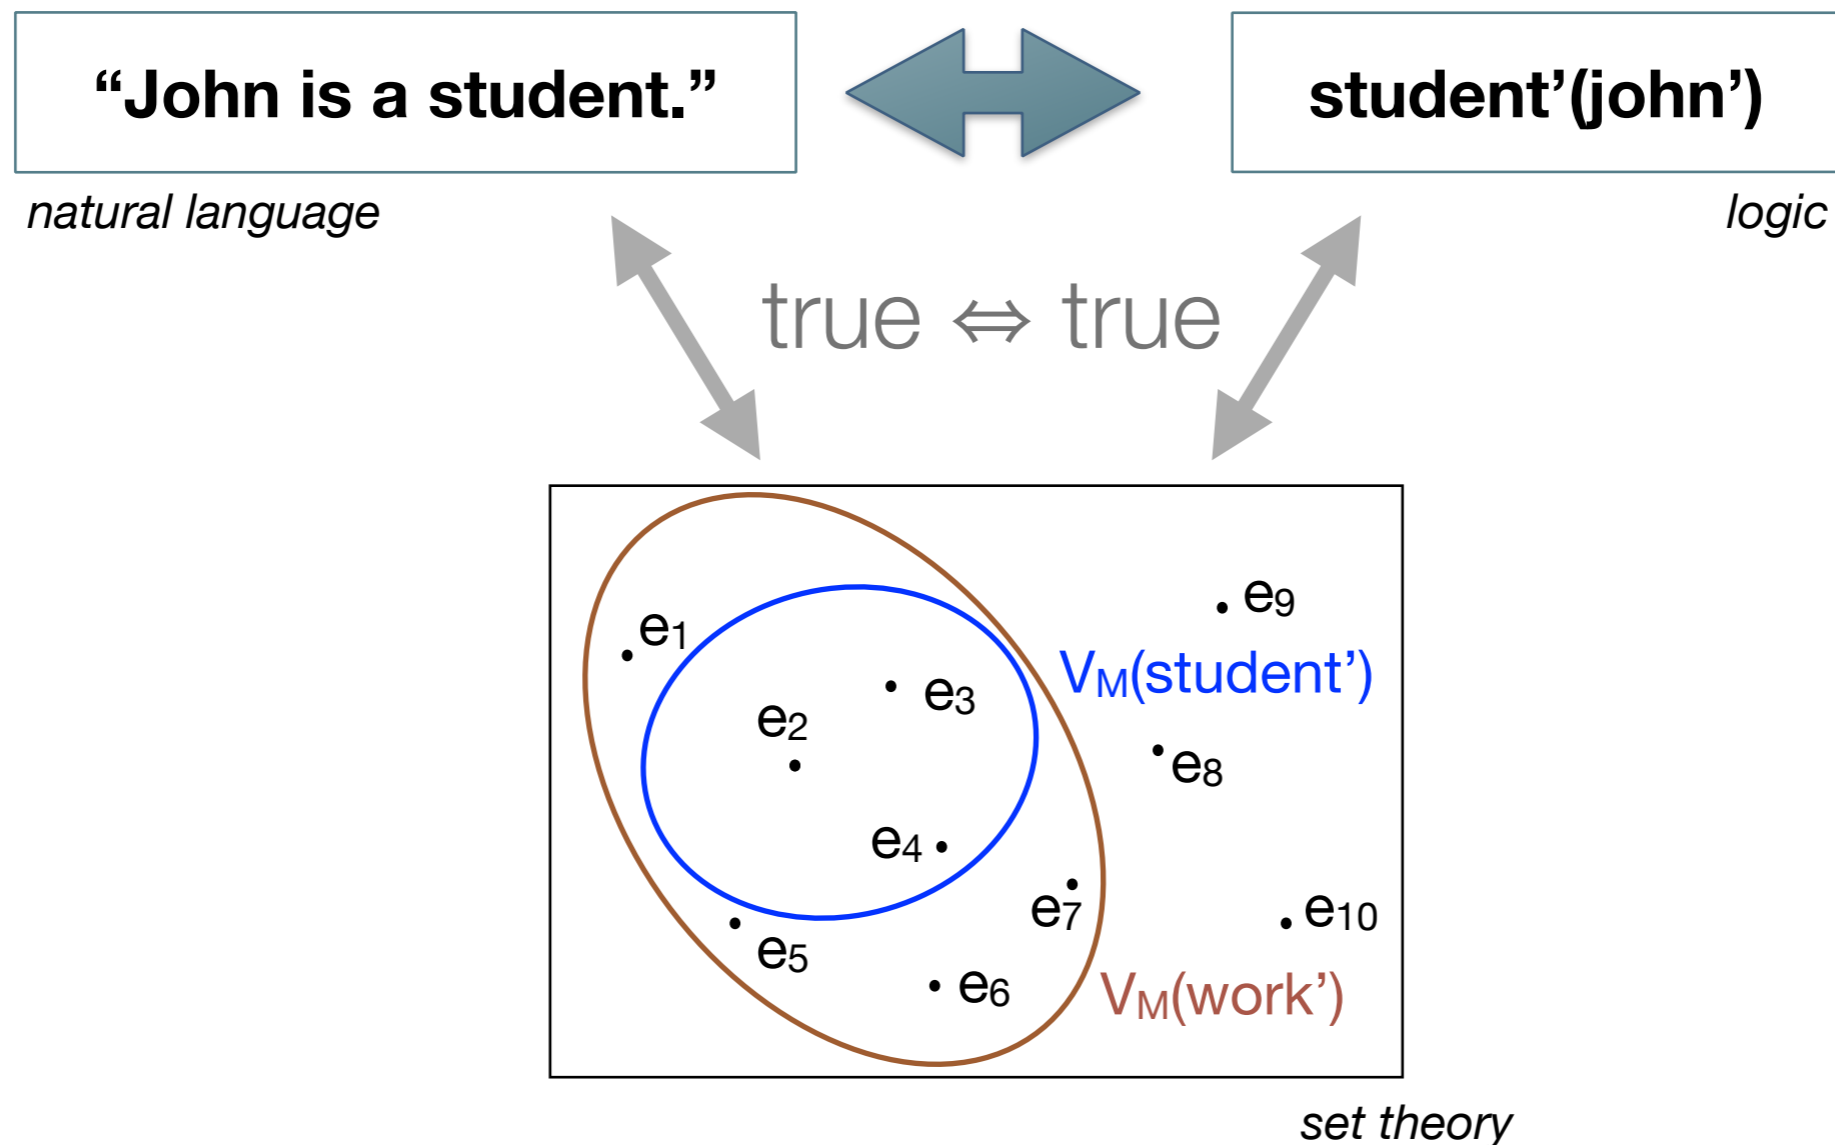 “John is a student.”
student’(john’)
natural language
logic
true ⇔ true
e9
e1
VM(student’)
e3
e2
e8
e4
e7
e10
e5
e6
VM(work’)
set theory